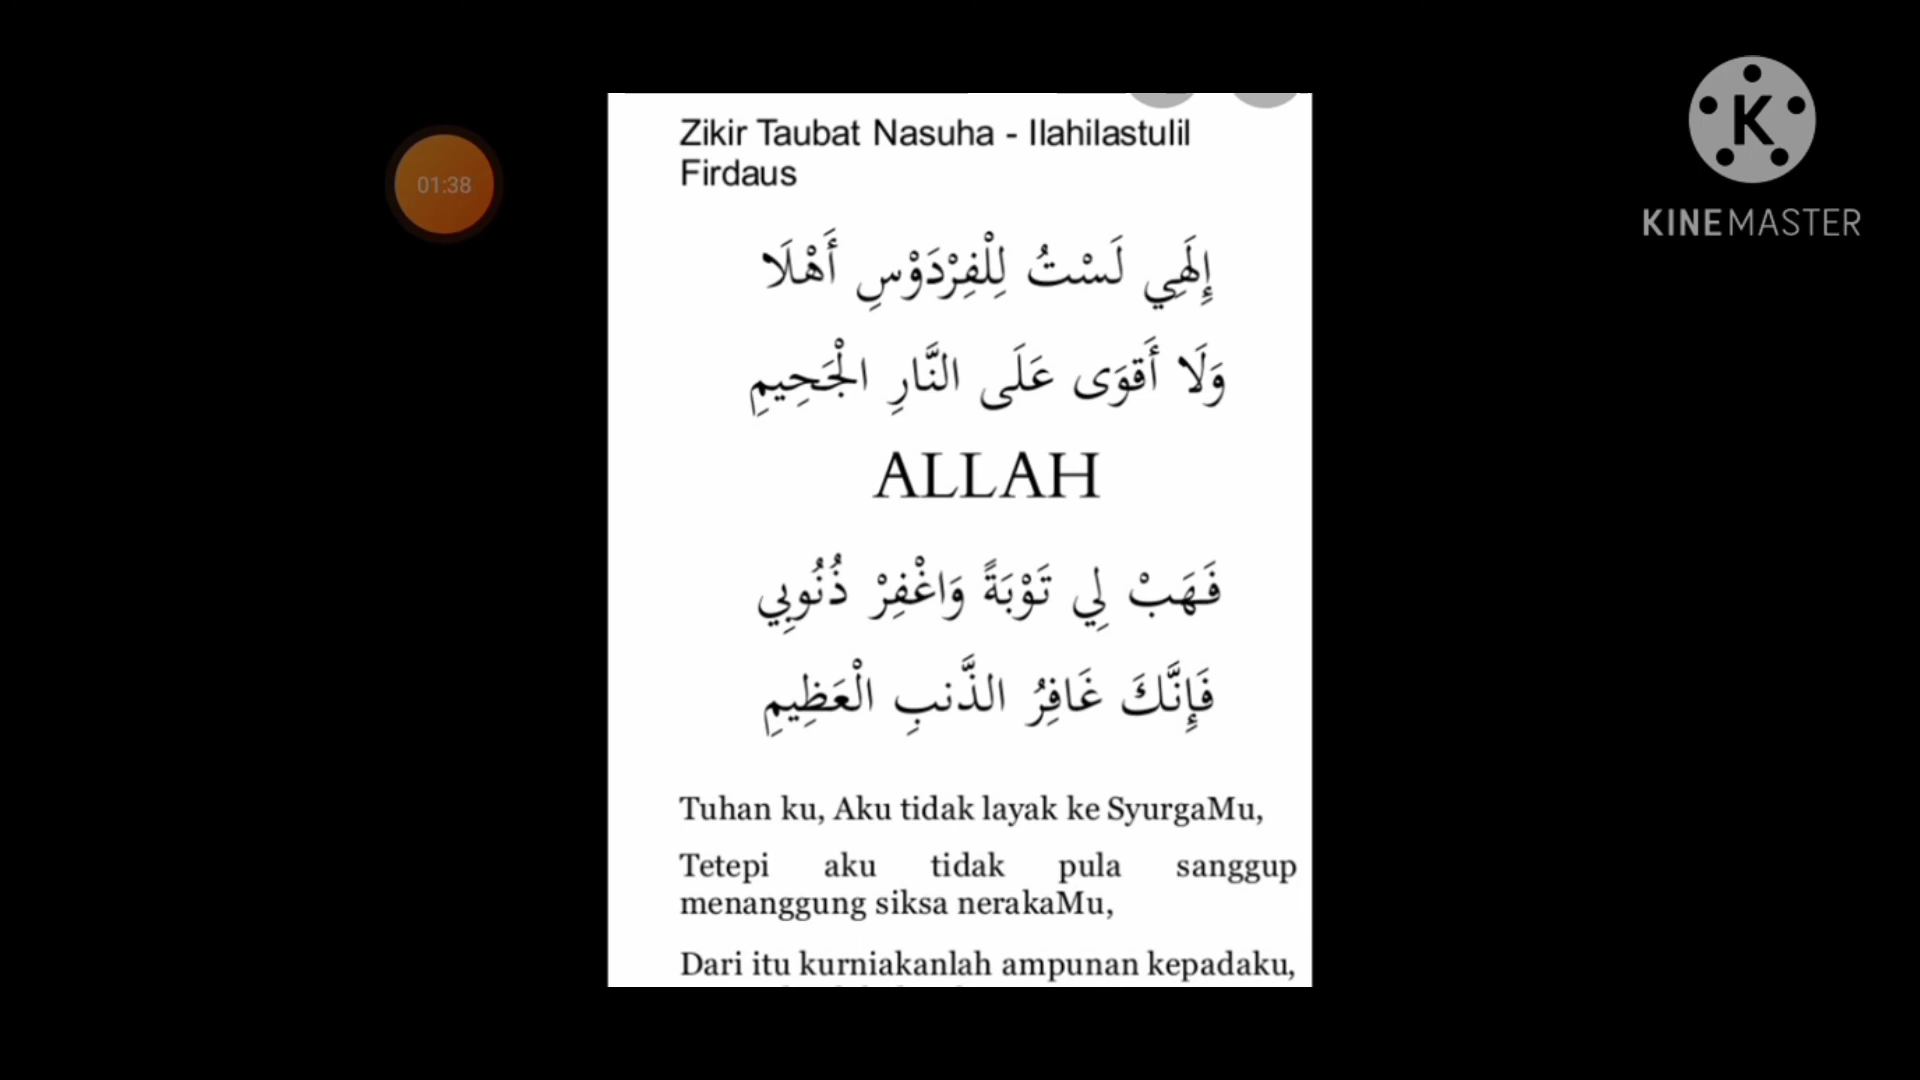 Zikir Taubat Nasuha - Ilahilastulil
Firdaus
إِلَهِي لَسْتُ لِلْفِرْدَوْسِ أَهْلَا
وَلَا أَقوَى عَلَى النَّارِ الْجَحِيمِ
ALLAH
فَهَبْ لِي تَوْبَةً وَاغْفِرْ ذُنُوبِي
فَإِنَّكَ غَافِرُ الذَّنبِ الْعَظِيمِ
Tuhan ku, Aku tidak layak ke SyurgaMu,
Tetepi aku tidak pula sanggup
menanggung siksa nerakaMu,
Dari itu kurniakanlah ampunan kepadaku,
01:38
K
KINEMASTER